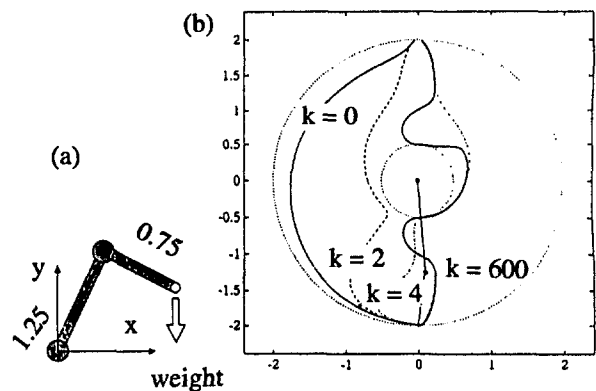 (a)
y
x
1.25
0.75
weight
(b)
2
1.5
1
0.5
0
-0.5
-1
-1.5
-2
-2
-1
0
1
2
k = 0
k = 2
k = 4
k = 600